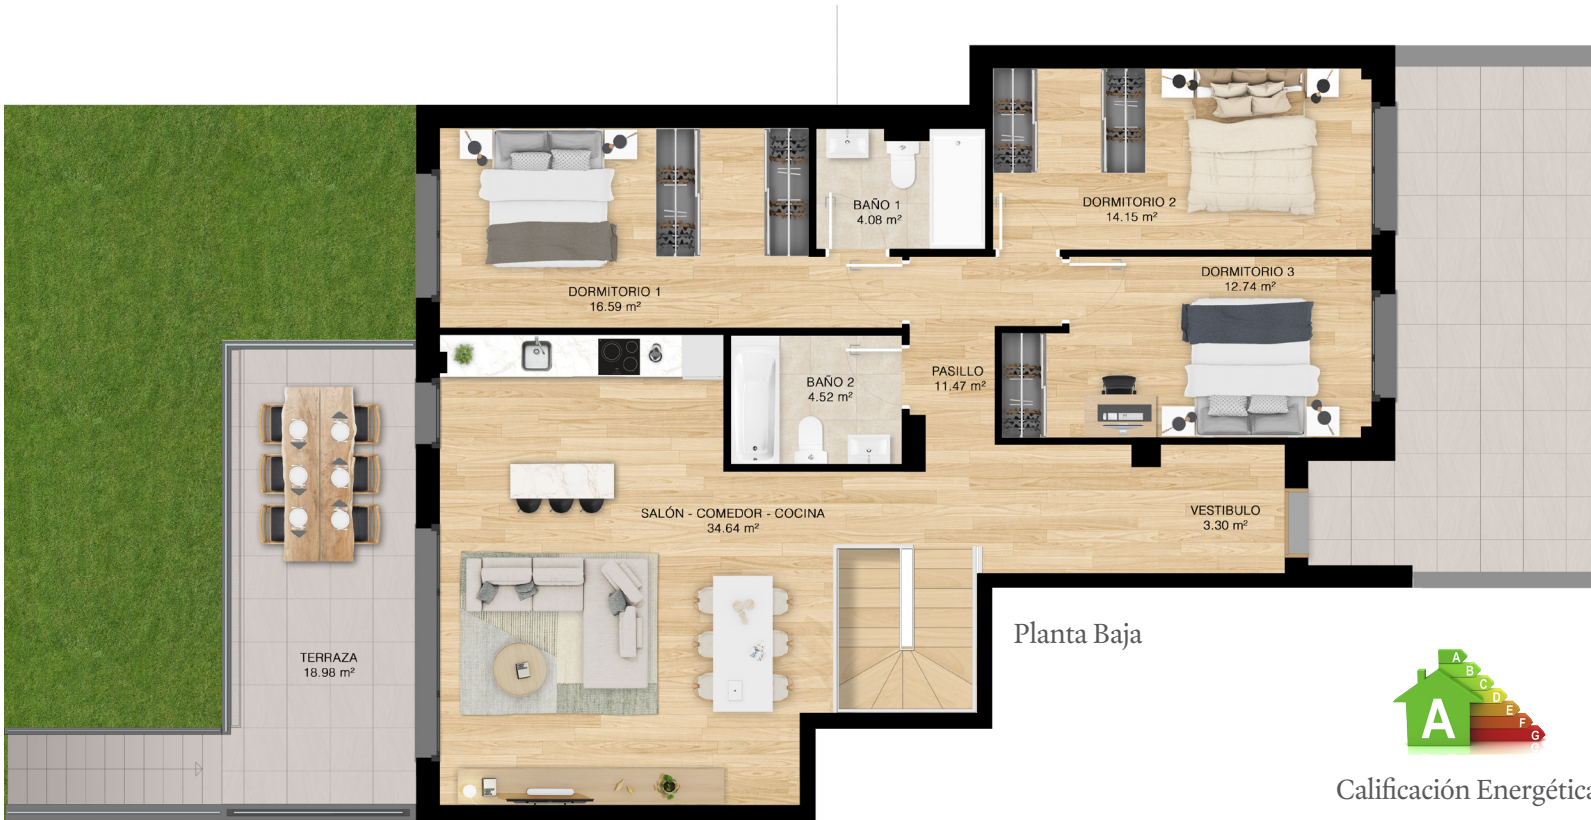 BAÑO 1
4.08 m²
DORMITORIO 2
14.15 m²
DORMITORIO 1
16.59 m²
DORMITORIO 3
12.74 m²
BAÑO 2
4.52 m²
PASILLO
11.47 m²
SALÓN - COMEDOR - COCINA
34.64 m²
VESTIBULO
3.30 m²
TERRAZA
18.98 m²
Planta Baja
A
A
B
C
D
E
F
G
Calificación Energética